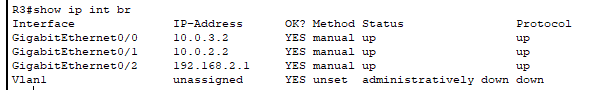 R3#show ip int br
Interface IP-Address OK? Method Status Protocol
GigabitEthernet0/0 10.0.3.2 YES manual up up
GigabitEthernet0/1 10.0.2.2 YES manual up up
GigabitEthernet0/2 192.168.2.1 YES manual up up
Vlan1 unassigned YES unset administratively down down